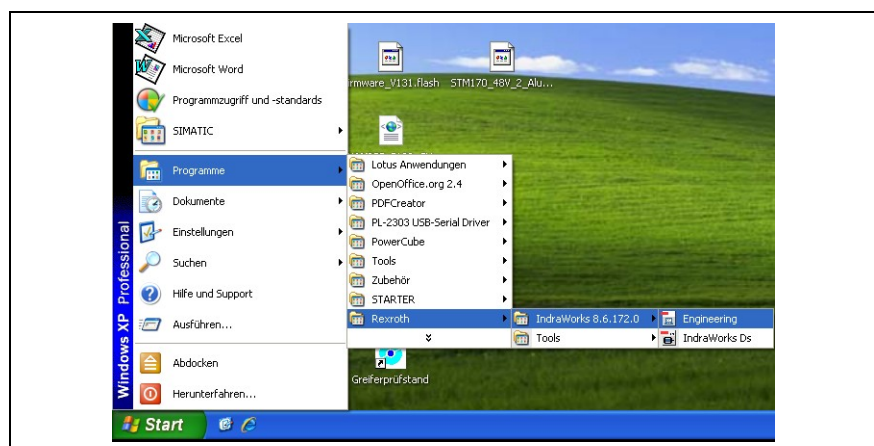 Microsoft Excel
Microsoft Word
Programmzugriff und -standards
SIMATIC
Programme
Dokumente
Einstellungen
Suchen
Hilfe und Support
Ausführen...
Abdocken
Herunterfahren...
Windows XP Professional
Start
rmware_V131.flash
STM170_48V_2_Alu...
Lotus Anwendungen
OpenOffice.org 2.4
PDFCreator
PL-2303 USB-Serial Driver
PowerCube
Tools
Zubehör
STARTER
Rexroth
IndraWorks 8.6.172.0
Tools
Engineering
IndraWorks Ds
Greiferprüfstand